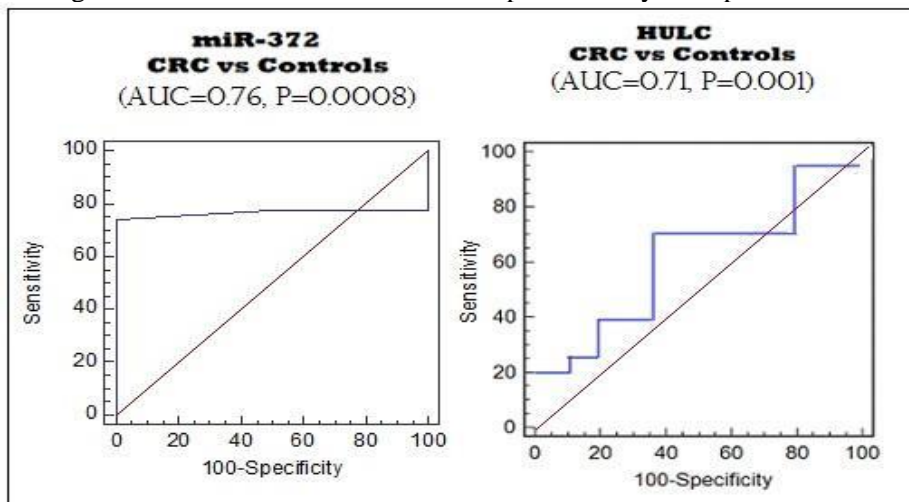 miR-372
CRC vs Controls
(AUC=0.76, P=0.0008)
100
80
60
40
20
0
Sensitivity
0 20 40 60 80 100
100-Specificity
HULC
CRC vs Controls
(AUC=0.71, P=0.001)
100
80
60
40
20
0
Sensitivity
0 20 40 60 80 100
100-Specificity